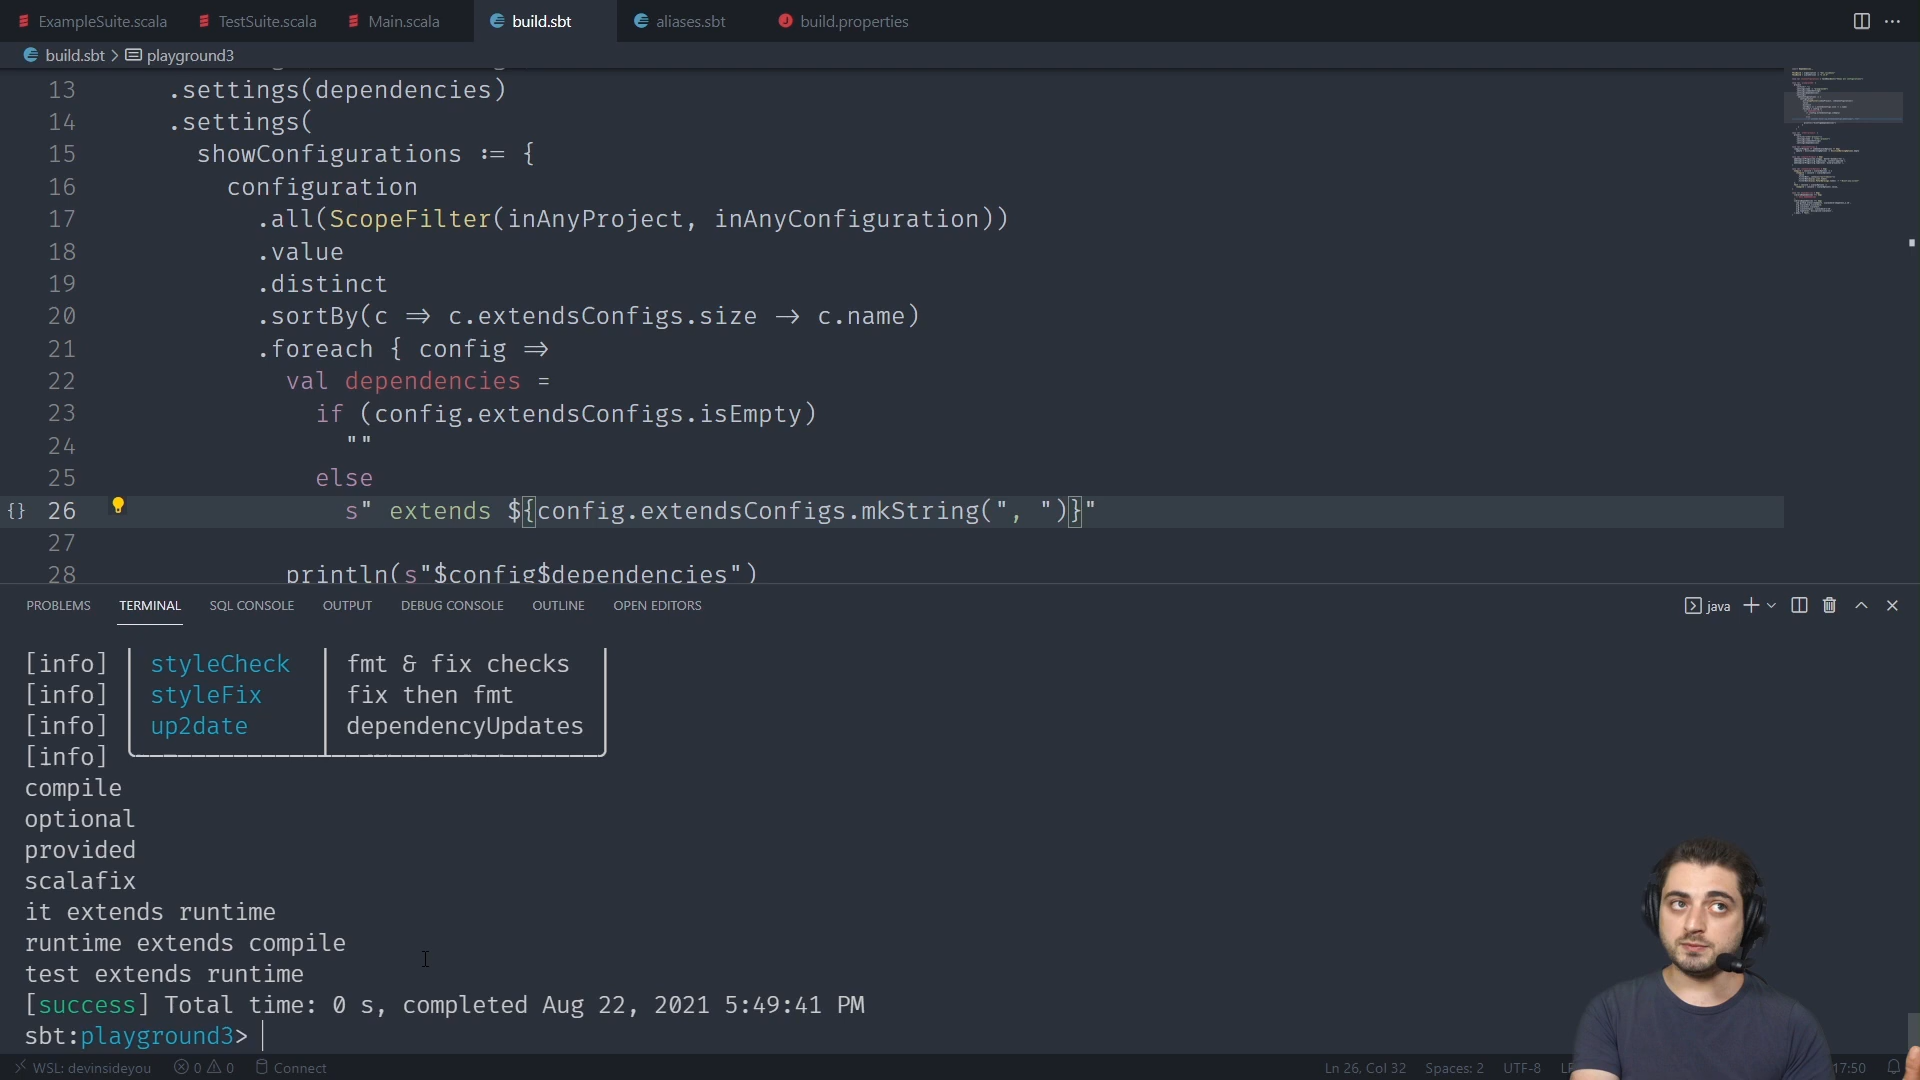 ExampleSuite.scala TestSuite.scala Main.scala build.sbt aliases.sbt build.properties
build.sbt > playground3
13 .settings(dependencies)
14 .settings(
15 showConfigurations := {
16 configuration
17 .all(ScopeFilter(inAnyProject, inAnyConfiguration))
18 .value
19 .distinct
20 .sortBy(c ⇒ c.extendsConfigs.size → c.name)
21 .foreach { config ⇒
22 val dependencies =
23 if (config.extendsConfigs.isEmpty)
24 ""
25 else
{} 26 s" extends ${config.extendsConfigs.mkString(", ")}"
27
28 println(s"$config$dependencies")
PROBLEMS TERMINAL SQL CONSOLE OUTPUT DEBUG CONSOLE OUTLINE OPEN EDITORS java
[info] styleCheck fmt & fix checks
[info] styleFix fix then fmt
[info] up2date dependencyUpdates
[info]
compile
optional
provided
scalafix
it extends runtime
runtime extends compile
test extends runtime
[success] Total time: 0 s, completed Aug 22, 2021 5:49:41 PM
sbt:playground3>
WSL: devinsideyou 0 0 Connect Ln 26, Col 32 Spaces: 2 UTF-8 17:50